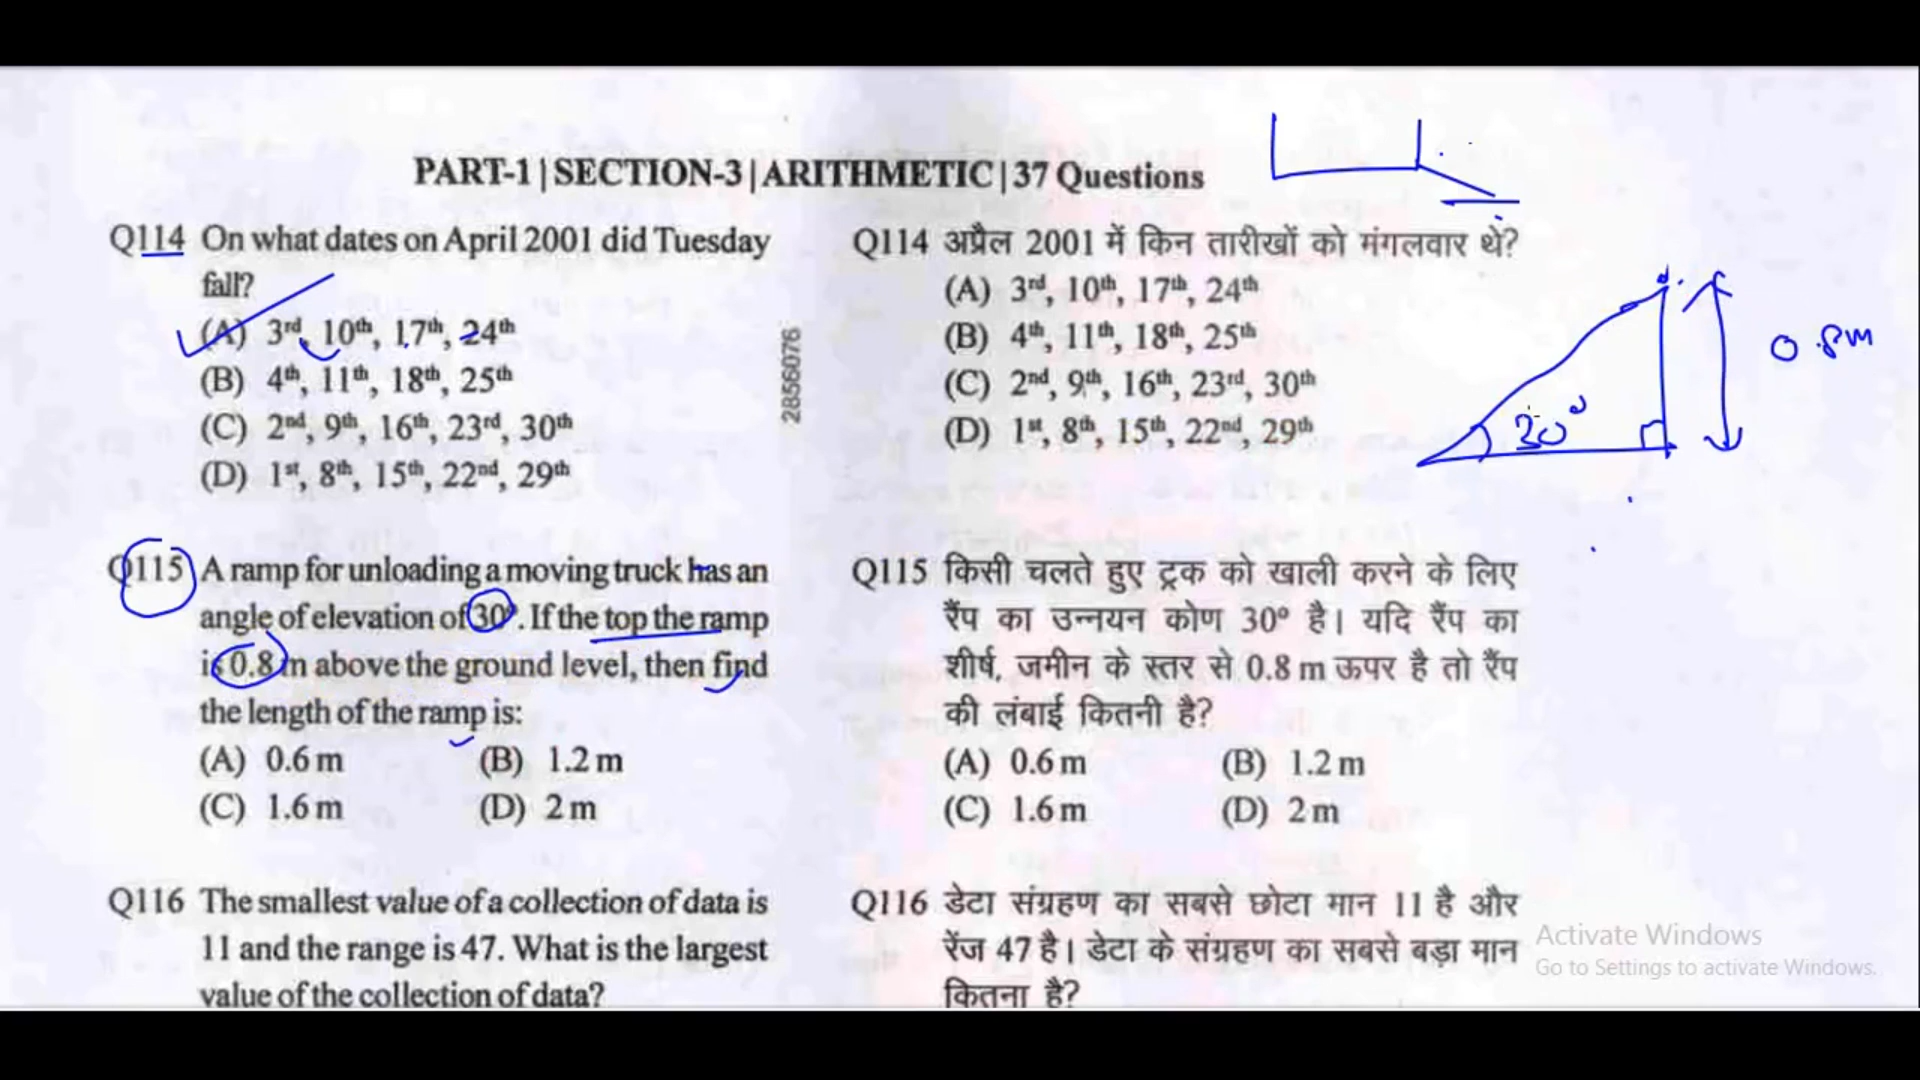 PART-1 | SECTION-3 | ARITHMETIC | 37 Questions
Q114 On what dates on April 2001 did Tuesday
fall?
(A) 3rd, 10th, 17th, 24th
(B) 4th, 11th, 18th, 25th
(C) 2nd, 9th, 16th, 23rd, 30th
(D) 1st, 8th, 15th, 22nd, 29th
Q115 A ramp for unloading a moving truck has an
angle of elevation of 30°. If the top the ramp
is 0.8 m above the ground level, then find
the length of the ramp is:
(A) 0.6 m (B) 1.2 m
(C) 1.6 m (D) 2 m
Q116 The smallest value of a collection of data is
11 and the range is 47. What is the largest
value of the collection of data?
2856076
Q114 अप्रैल 2001 में किन तारीखों को मंगलवार थे?
(A) 3rd, 10th, 17th, 24th
(B) 4th, 11th, 18th, 25th
(C) 2nd, 9th, 16th, 23rd, 30th
(D) 1st, 8th, 15th, 22nd, 29th
Q115 किसी चलते हुए ट्रक को खाली करने के लिए
रैंप का उन्नयन कोण 30° है। यदि रैंप का
शीर्ष, जमीन के स्तर से 0.8 m ऊपर है तो रैंप
की लंबाई कितनी है?
(A) 0.6 m (B) 1.2 m
(C) 1.6 m (D) 2 m
Q116 डेटा संग्रहण का सबसे छोटा मान 11 है और
रेंज 47 है। डेटा के संग्रहण का सबसे बड़ा मान
कितना है?
0.8m
30°
Activate Windows
Go to Settings to activate Windows.